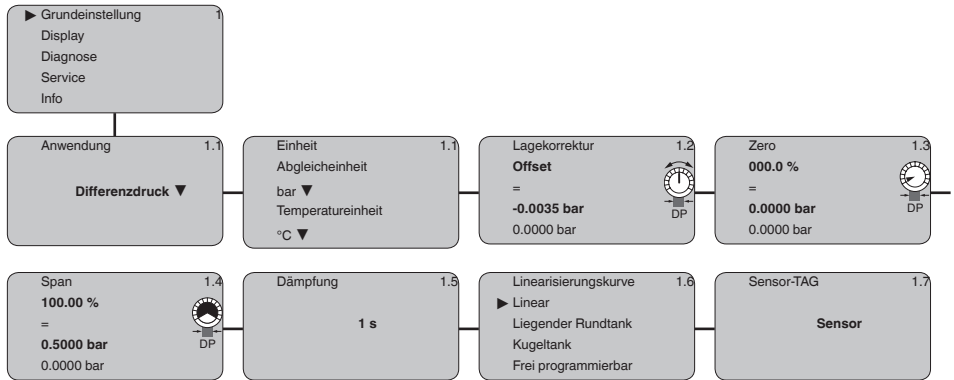 ▶ Grundeinstellung 1
Display
Diagnose
Service
Info
Anwendung 1.1
Differenzdruck ▼
Einheit 1.1
Abgleicheinheit
bar ▼
Temperatureinheit
°C ▼
Lagekorrektur 1.2
Offset
=
-0.0035 bar
0.0000 bar
DP
Zero 1.3
000.0 %
=
0.0000 bar
0.0000 bar
DP
Span 1.4
100.00 %
=
0.5000 bar
0.0000 bar
DP
Dämpfung 1.5
1 s
Linearisierungskurve 1.6
▶ Linear
Liegender Rundtank
Kugeltank
Frei programmierbar
Sensor-TAG 1.7
Sensor